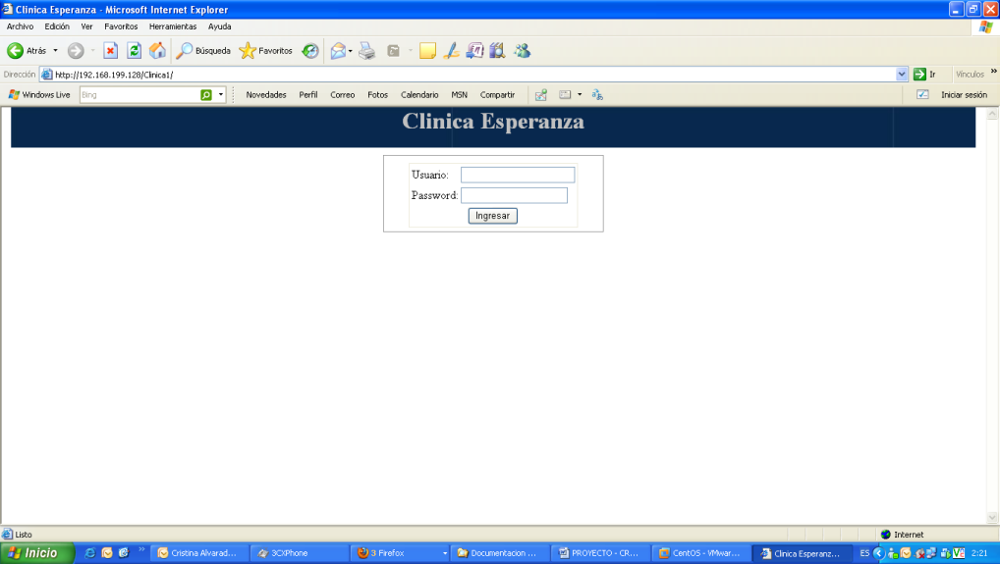 Clinica Esperanza - Microsoft Internet Explorer
Archivo Edición Ver Favoritos Herramientas Ayuda
Atrás Búsqueda Favoritos
Dirección http://192.168.199.128/Clinica1/ Ir Vínculos »
Windows Live Bing Novedades Perfil Correo Fotos Calendario MSN Compartir Iniciar sesión
Clinica Esperanza
Usuario:
Password:
Ingresar
Listo Internet
Inicio » Cristina Alvarad... 3CXPhone 3 Firefox Documentacion ... PROYECTO - CR... CentOS - VMwar... Clinica Esperanz... ES 2:21